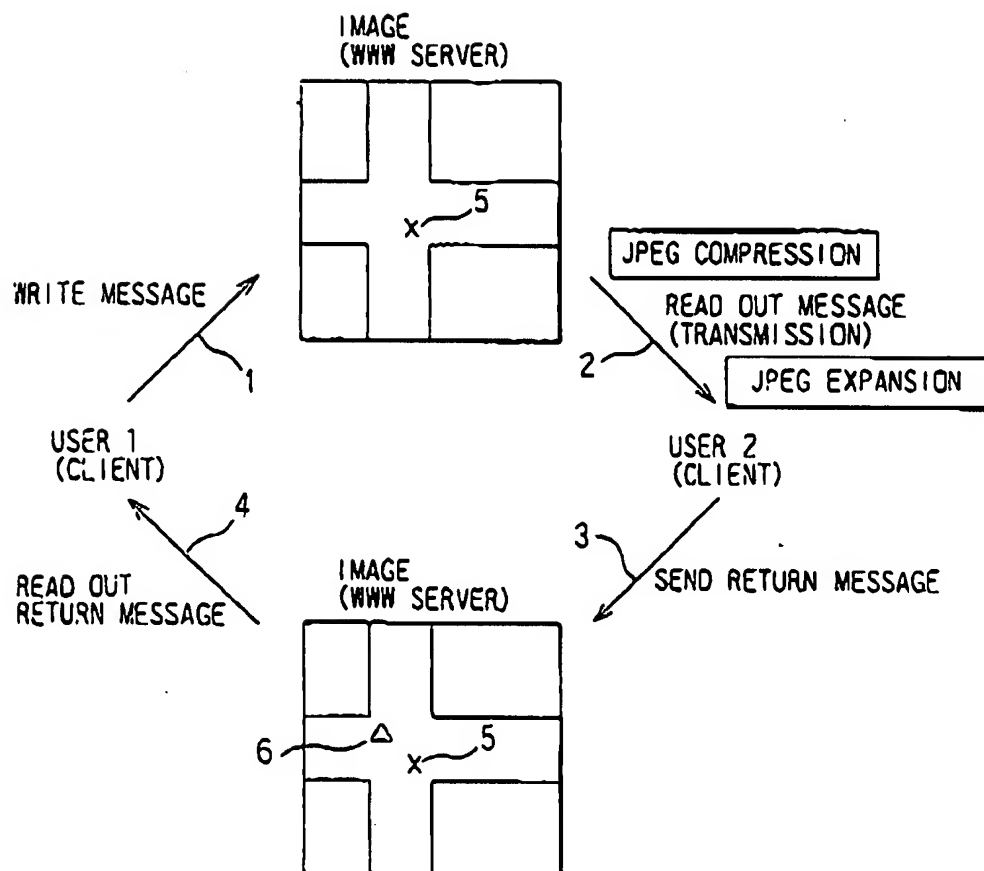 IMAGE
(WWW SERVER)
5
X
JPEG COMPRESSION
WRITE MESSAGE
READ OUT MESSAGE
(TRANSMISSION)
1
2
JPEG EXPANSION
USER 1
(CLIENT)
USER 2
(CLIENT)
4
3
IMAGE
(WWW SERVER)
SEND RETURN MESSAGE
READ OUT
RETURN MESSAGE
6
5
X